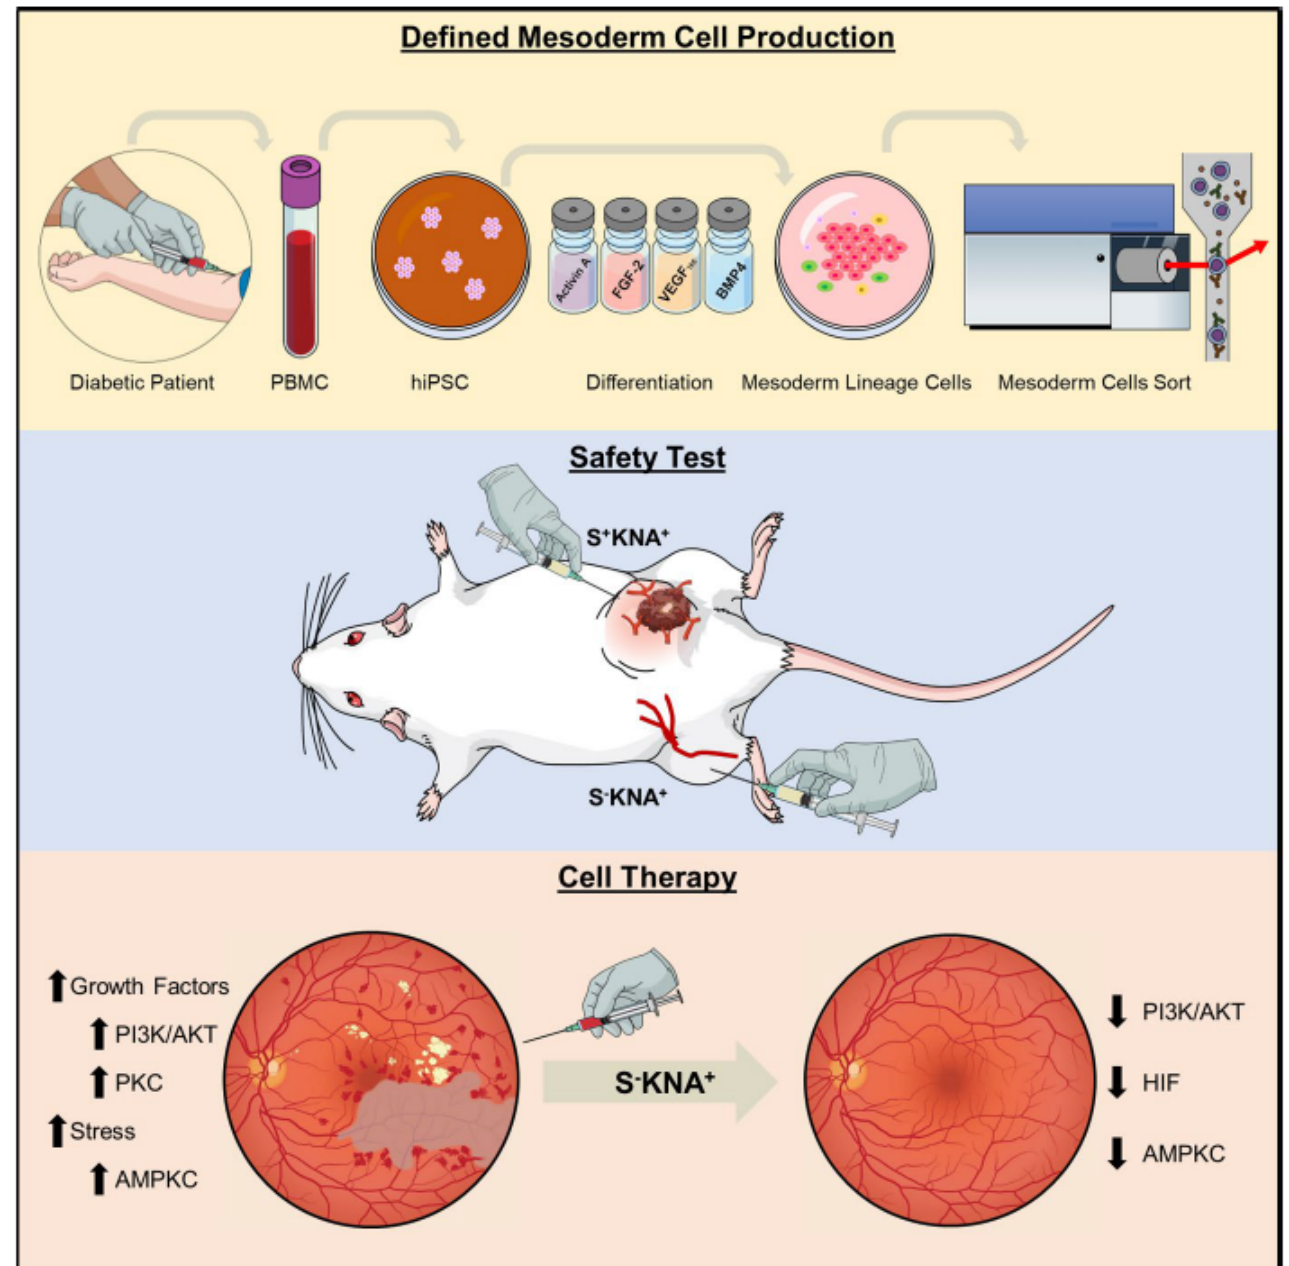 Defined Mesoderm Cell Production
Activin A
FGF-2
VEGF₁₆₅
BMP4
Diabetic Patient
PBMC
hiPSC
Differentiation
Mesoderm Lineage Cells
Mesoderm Cells Sort
Safety Test
S⁺KNA⁺
S⁻KNA⁺
Cell Therapy
Growth Factors
PI3K/AKT
PKC
Stress
AMPKC
S⁻KNA⁺
PI3K/AKT
HIF
AMPKC